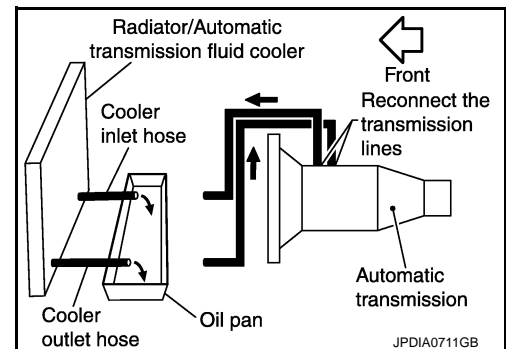 Radiator/Automatic
transmission fluid cooler
Front
Cooler
inlet hose
Reconnect the
transmission
lines
Automatic
transmission
Cooler
outlet hose
Oil pan
JPDIA0711GB